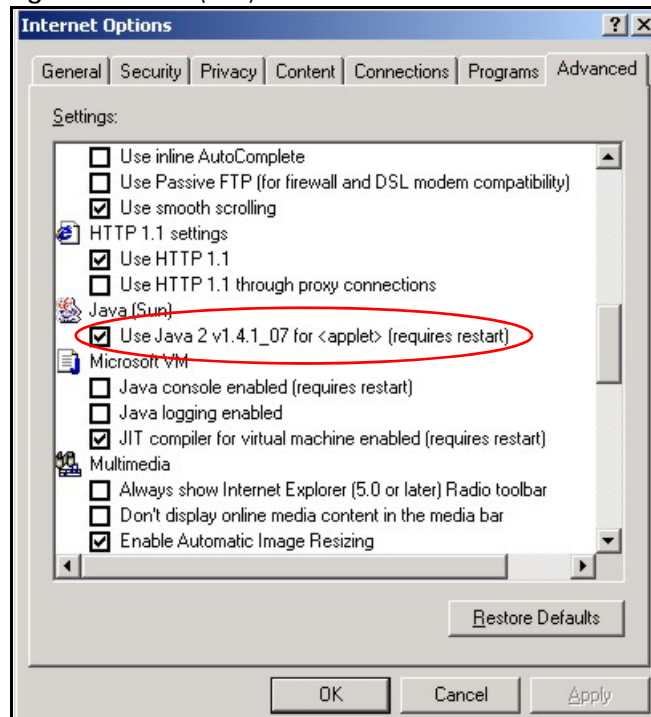 Internet Options
General Security Privacy Content Connections Programs Advanced
Settings:
Use inline AutoComplete
Use Passive FTP (for firewall and DSL modem compatibility)
Use smooth scrolling
HTTP 1.1 settings
Use HTTP 1.1
Use HTTP 1.1 through proxy connections
Java (Sun)
Use Java 2 v1.4.1_07 for <applet> (requires restart)
Microsoft VM
Java console enabled (requires restart)
Java logging enabled
JIT compiler for virtual machine enabled (requires restart)
Multimedia
Always show Internet Explorer (5.0 or later) Radio toolbar
Don't display online media content in the media bar
Enable Automatic Image Resizing
Restore Defaults
OK Cancel Apply